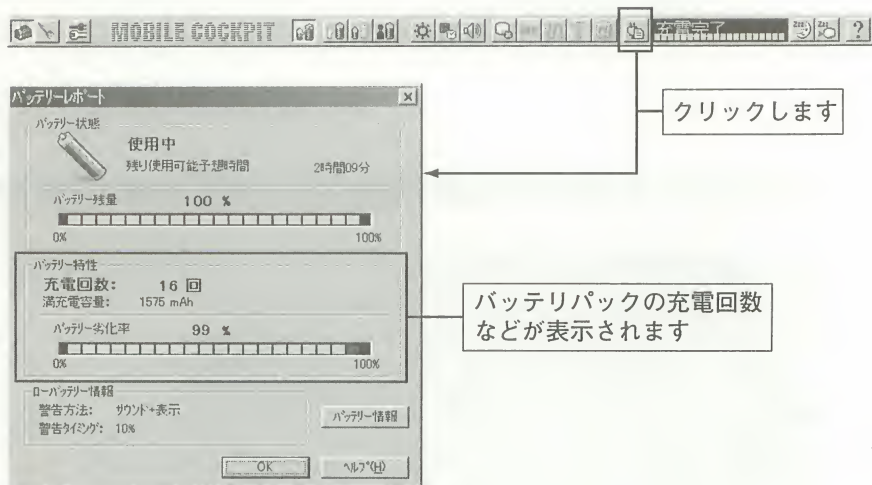 MOBILE COCKPIT
充電完了
?
クリックします
バッテリーレポート
バッテリー状態
使用中
残り使用可能予想時間 2時間09分
バッテリー残量 100 %
0% 100%
バッテリー特性
充電回数: 16 回
満充電容量: 1575 mAh
バッテリー劣化率 99 %
0% 100%
バッテリパックの充電回数
などが表示されます
ローバッテリー情報
警告方法: サウンド+表示
警告タイミング: 10%
バッテリー情報
OK
ヘルプ(H)